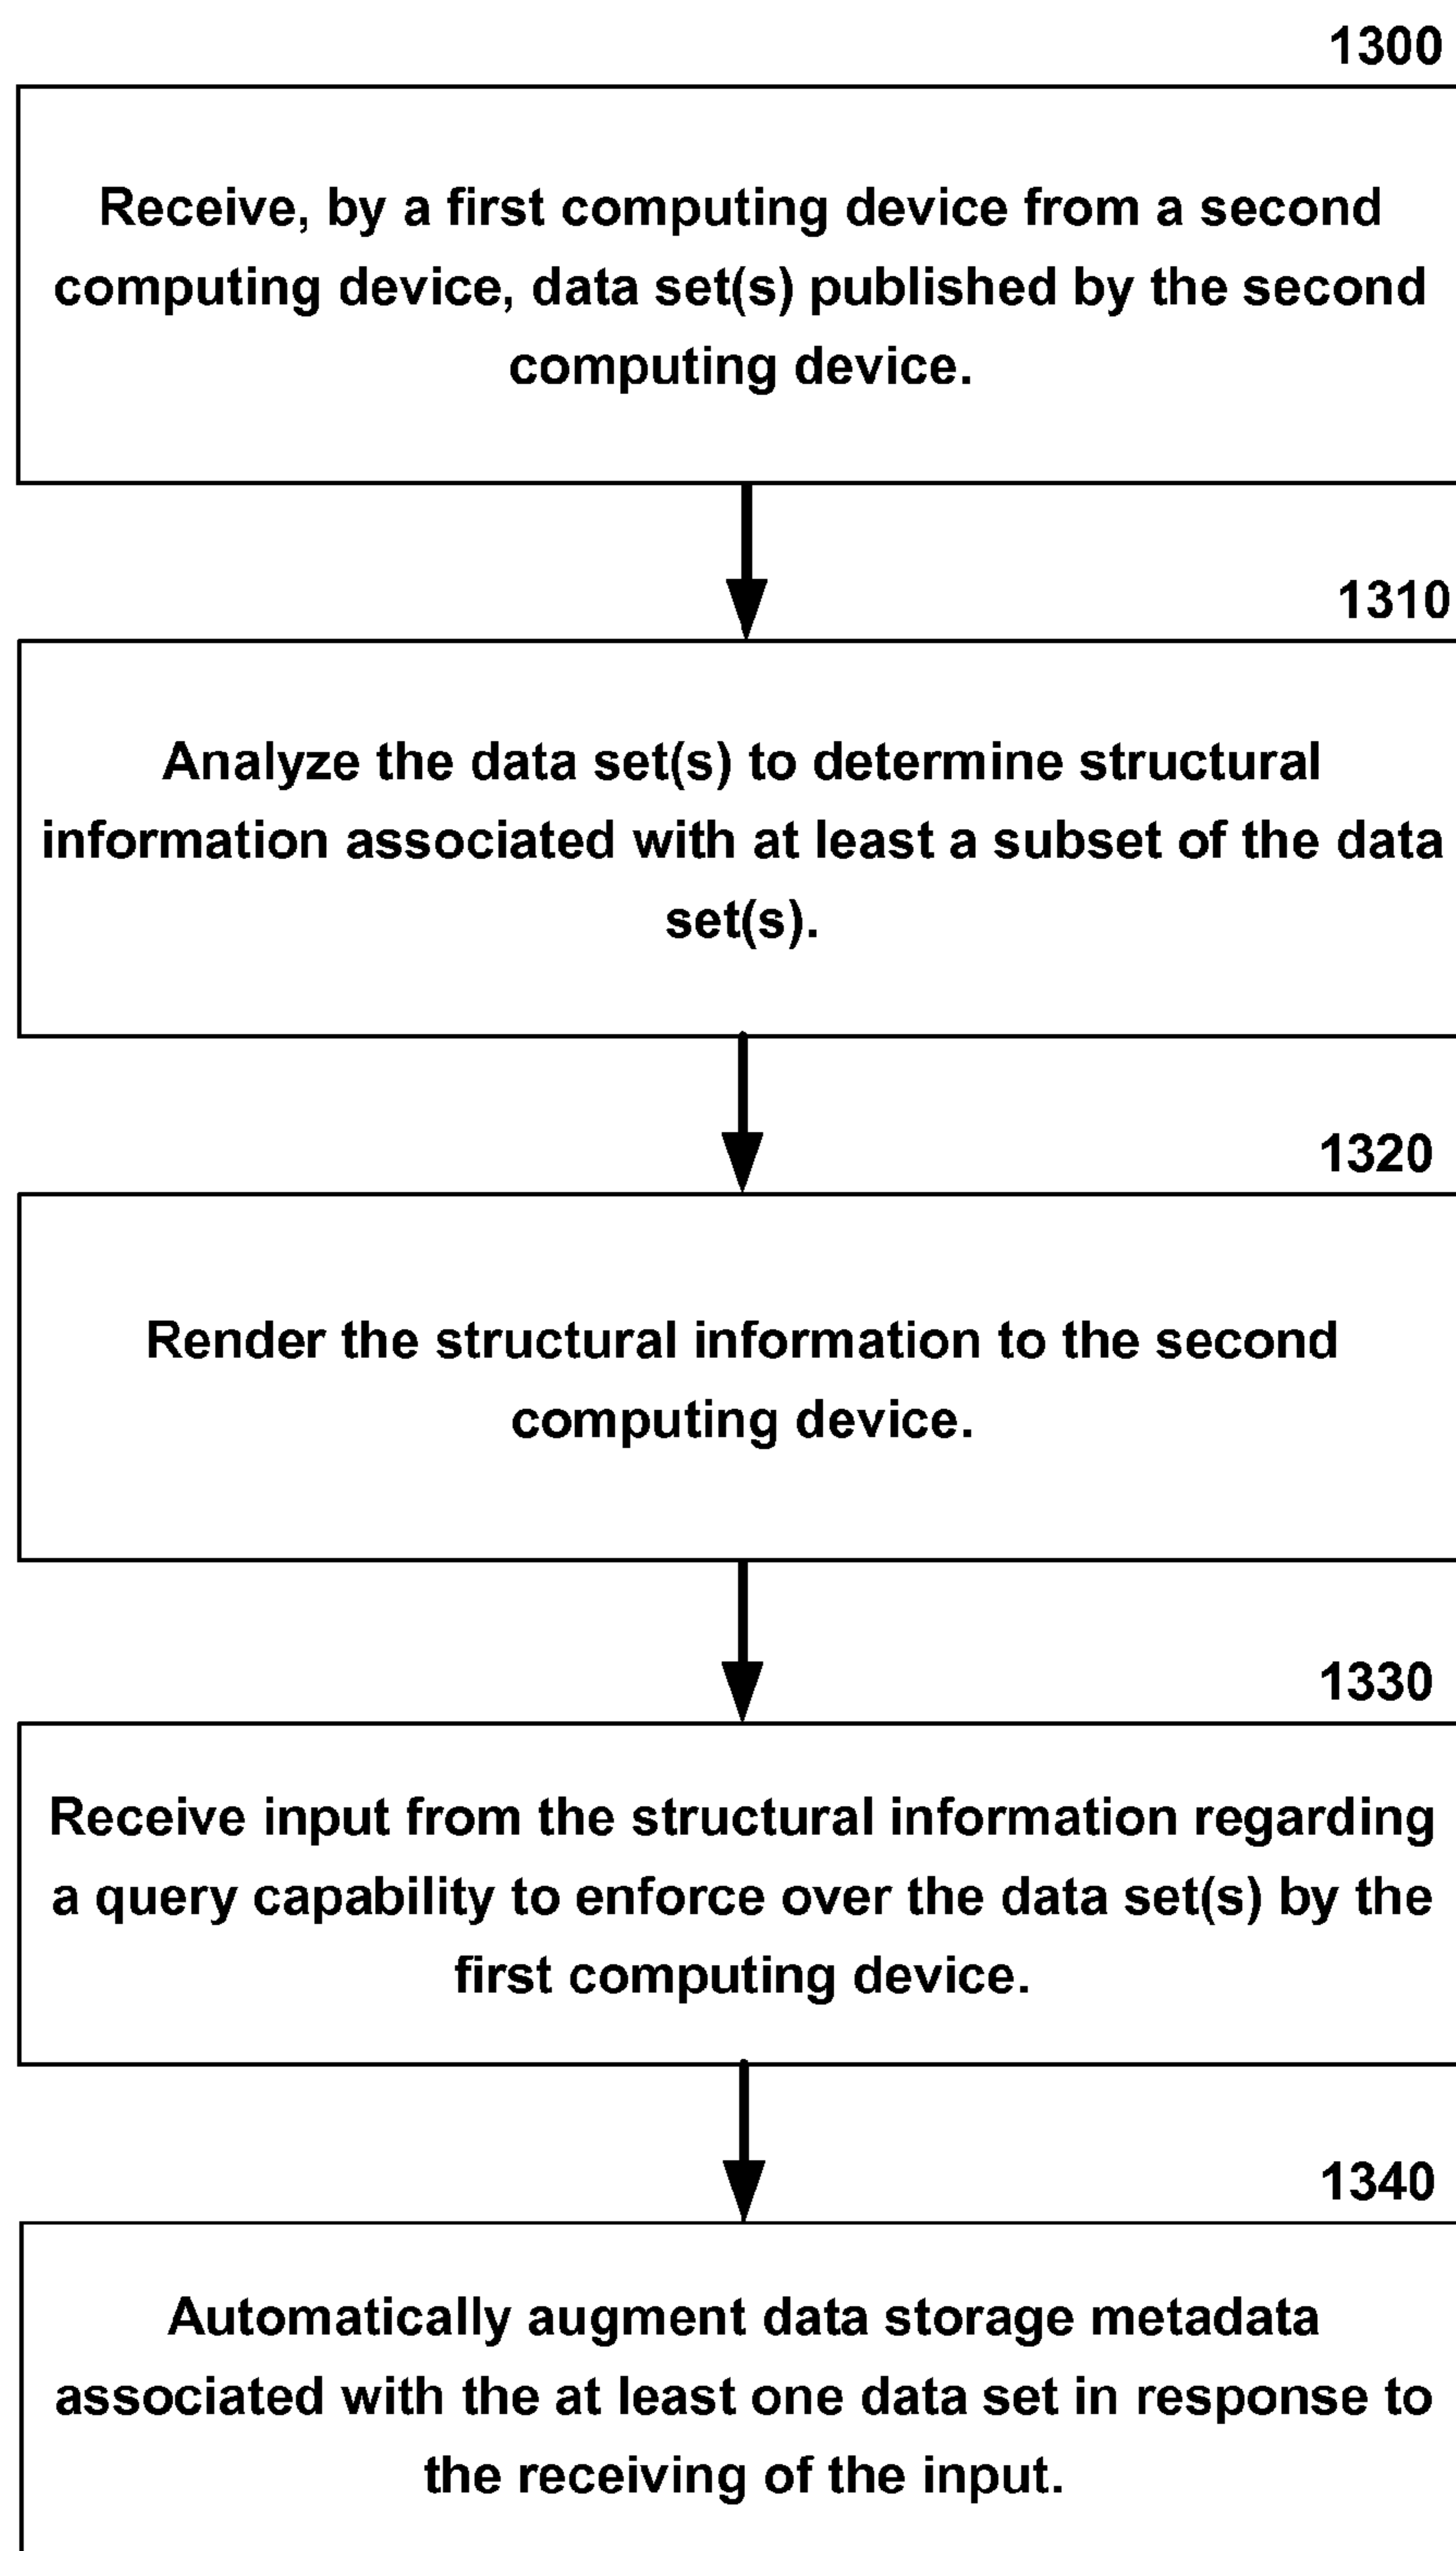 1300
Receive, by a first computing device from a second
computing device, data set(s) published by the second
computing device.
1310
Analyze the data set(s) to determine structural
information associated with at least a subset of the data
set(s).
1320
Render the structural information to the second
computing device.
1330
Receive input from the structural information regarding
a query capability to enforce over the data set(s) by the
first computing device.
1340
Automatically augment data storage metadata
associated with the at least one data set in response to
the receiving of the input.